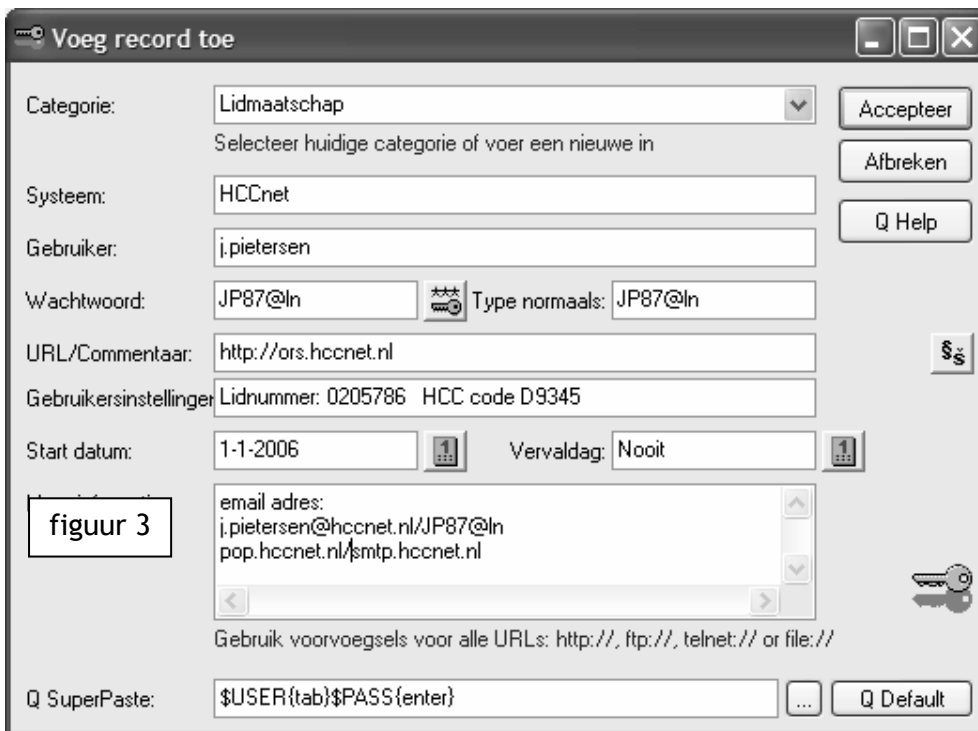 Voeg record toe
Categorie: Lidmaatschap Accepteer
Selecteer huidige categorie of voer een nieuwe in
Afbreken
Systeem: HCCnet
Q Help
Gebruiker: j.pietersen
Wachtwoord: JP87@ln Type normaals: JP87@ln
URL/Commentaar: http://ors.hccnet.nl
Gebruikersinstellinger Lidnummer: 0205786 HCC code D9345
Start datum: 1-1-2006 Vervaldag: Nooit
figuur 3
email adres:
j.pietersen@hccnet.nl/JP87@ln
pop.hccnet.nl/smtp.hccnet.nl
Gebruik voorvoegsels voor alle URLs: http://, ftp://, telnet:// or file://
Q SuperPaste: $USER{tab}$PASS{enter} ... Q Default